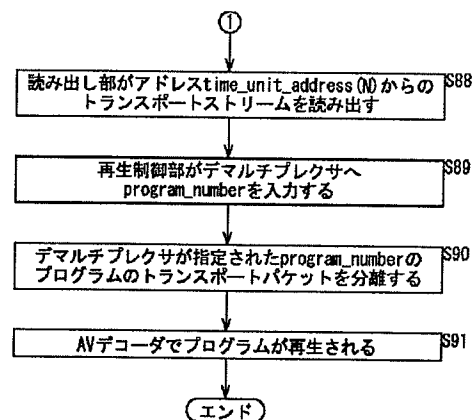 1
読み出し部がアドレスtime_unit_address(N)からの
トランスポートストリームを読み出す
S88
再生制御部がデマルチプレクサへ
program_numberを入力する
S89
デマルチプレクサが指定されたprogram_numberの
プログラムのトランスポートパケットを分離する
S90
AVデコーダでプログラムが再生される
S91
エンド